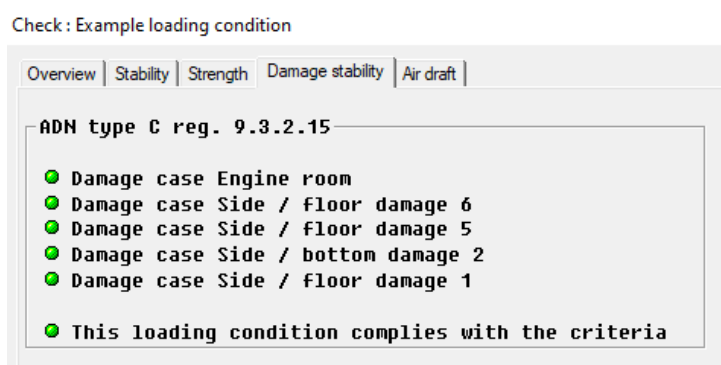 Check : Example loading condition
Overview Stability Strength Damage stability Air draft
ADN type C reg. 9.3.2.15
Damage case Engine room
Damage case Side / floor damage 6
Damage case Side / floor damage 5
Damage case Side / bottom damage 2
Damage case Side / floor damage 1
This loading condition complies with the criteria